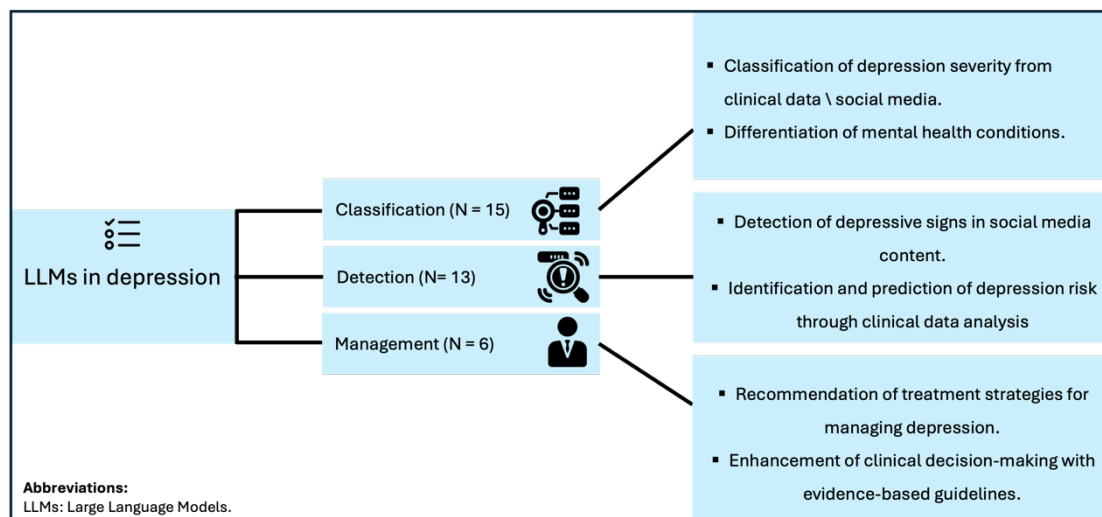 LLMs in depression
Classification (N = 15)
Detection (N= 13)
Management (N = 6)
▪ Classification of depression severity from
clinical data \ social media.
▪ Differentiation of mental health conditions.
▪ Detection of depressive signs in social media
content.
▪ Identification and prediction of depression risk
through clinical data analysis
▪ Recommendation of treatment strategies for
managing depression.
▪ Enhancement of clinical decision-making with
evidence-based guidelines.
Abbreviations:
LLMs: Large Language Models.